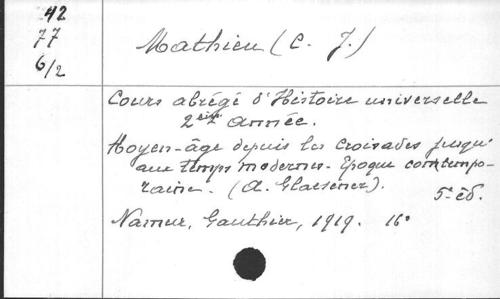 42
77
6/2
Mathieu (C. J.)
Cours abrégé d'Histoire universelle
2eme année.
Moyen-âge depuis les croisades jusqu'
aux temps modernes. Epoque contempo-
raine. (A. Glaesener).
5e éd.
Namur, Gauthier, 1919. 16°